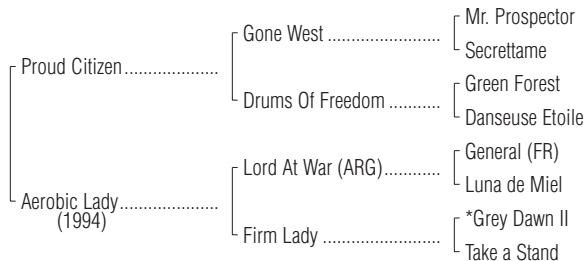 Mr. Prospector
Gone West
Secrettame
Proud Citizen
Green Forest
Drums Of Freedom
Danseuse Etoile
General (FR)
Lord At War (ARG)
Luna de Miel
Aerobic Lady
(1994)
*Grey Dawn II
Firm Lady
Take a Stand